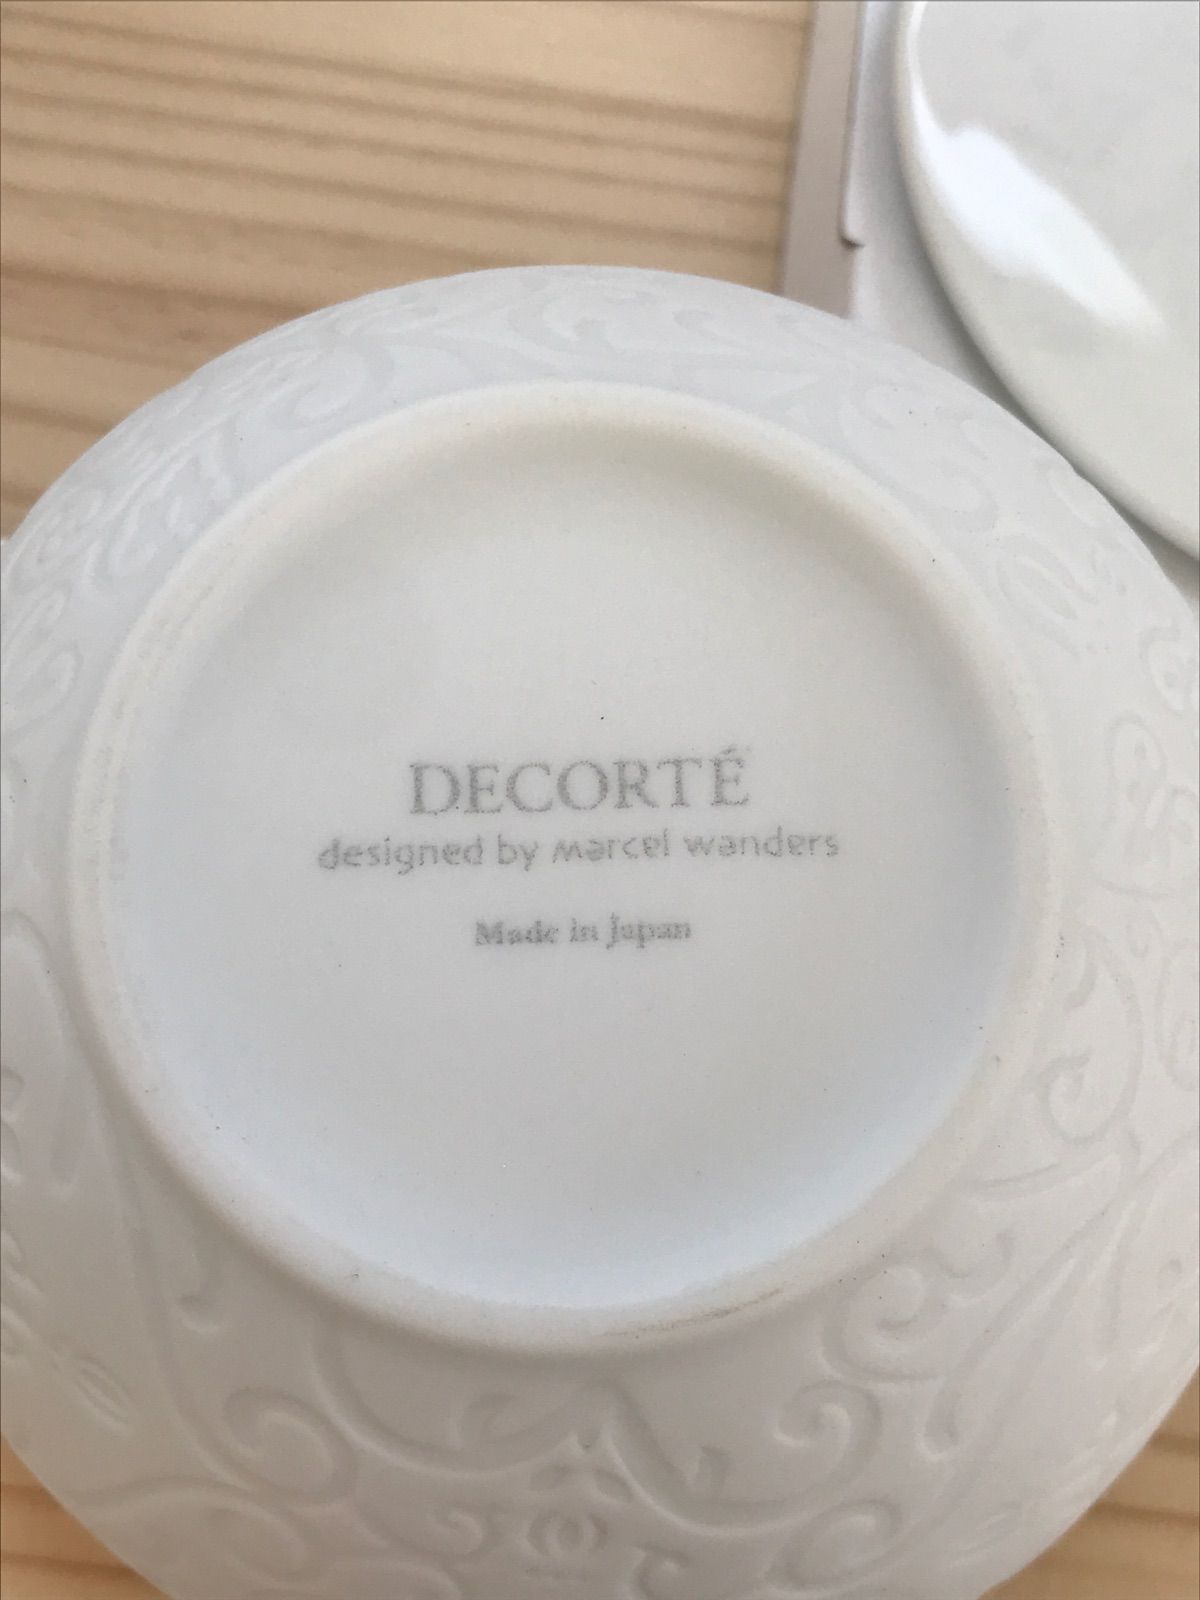 DECORTÉ
designed by marcel wanders
Made in Japan